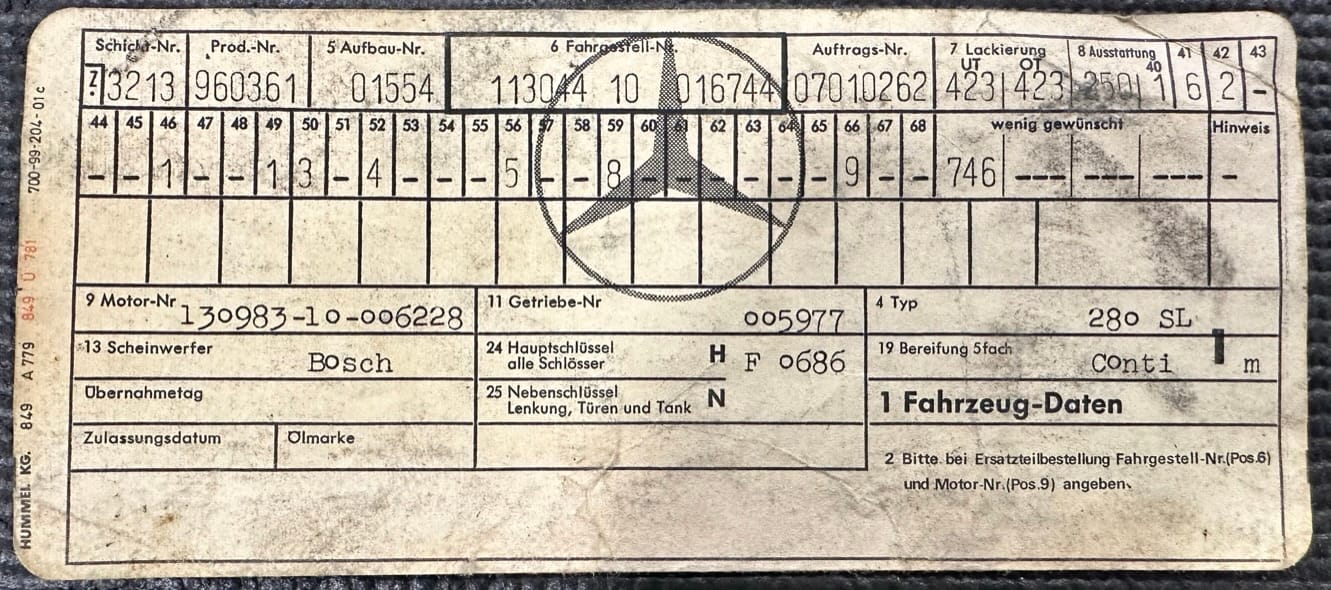 Schicht-Nr. Prod.-Nr. 5 Aufbau-Nr. 6 Fahrgestell-Nr. Auftrags-Nr. 7 Lackierung 8 Ausstattung 41 42 43
UT OT 40
73213 960361 01554 113044 10 016744 07010262 423 423 250 1 6 2 -
44 45 46 47 48 49 50 51 52 53 54 55 56 57 58 59 60 61 62 63 64 65 66 67 68 wenig gewünscht Hinweis
- - 1 - - 1 3 - 4 - - - 5 - - 8 - - - - - - 9 - - 746 --- --- --- -
9 Motor-Nr 130983-10-006228 11 Getriebe-Nr 005977 4 Typ 280 SL
13 Scheinwerfer Bosch 24 Hauptschlüssel alle Schlösser H F 0686 19 Bereifung 5fach Conti m
Übernahmetag 25 Nebenschlüssel Lenkung, Türen und Tank N 1 Fahrzeug-Daten
Zulassungsdatum Ölmarke
2 Bitte bei Ersatzteilbestellung Fahrgestell-Nr.(Pos.6)
und Motor-Nr.(Pos.9) angeben.
HUMMEL KG. 849 A 779 849 U 781 700-99-204-01 c